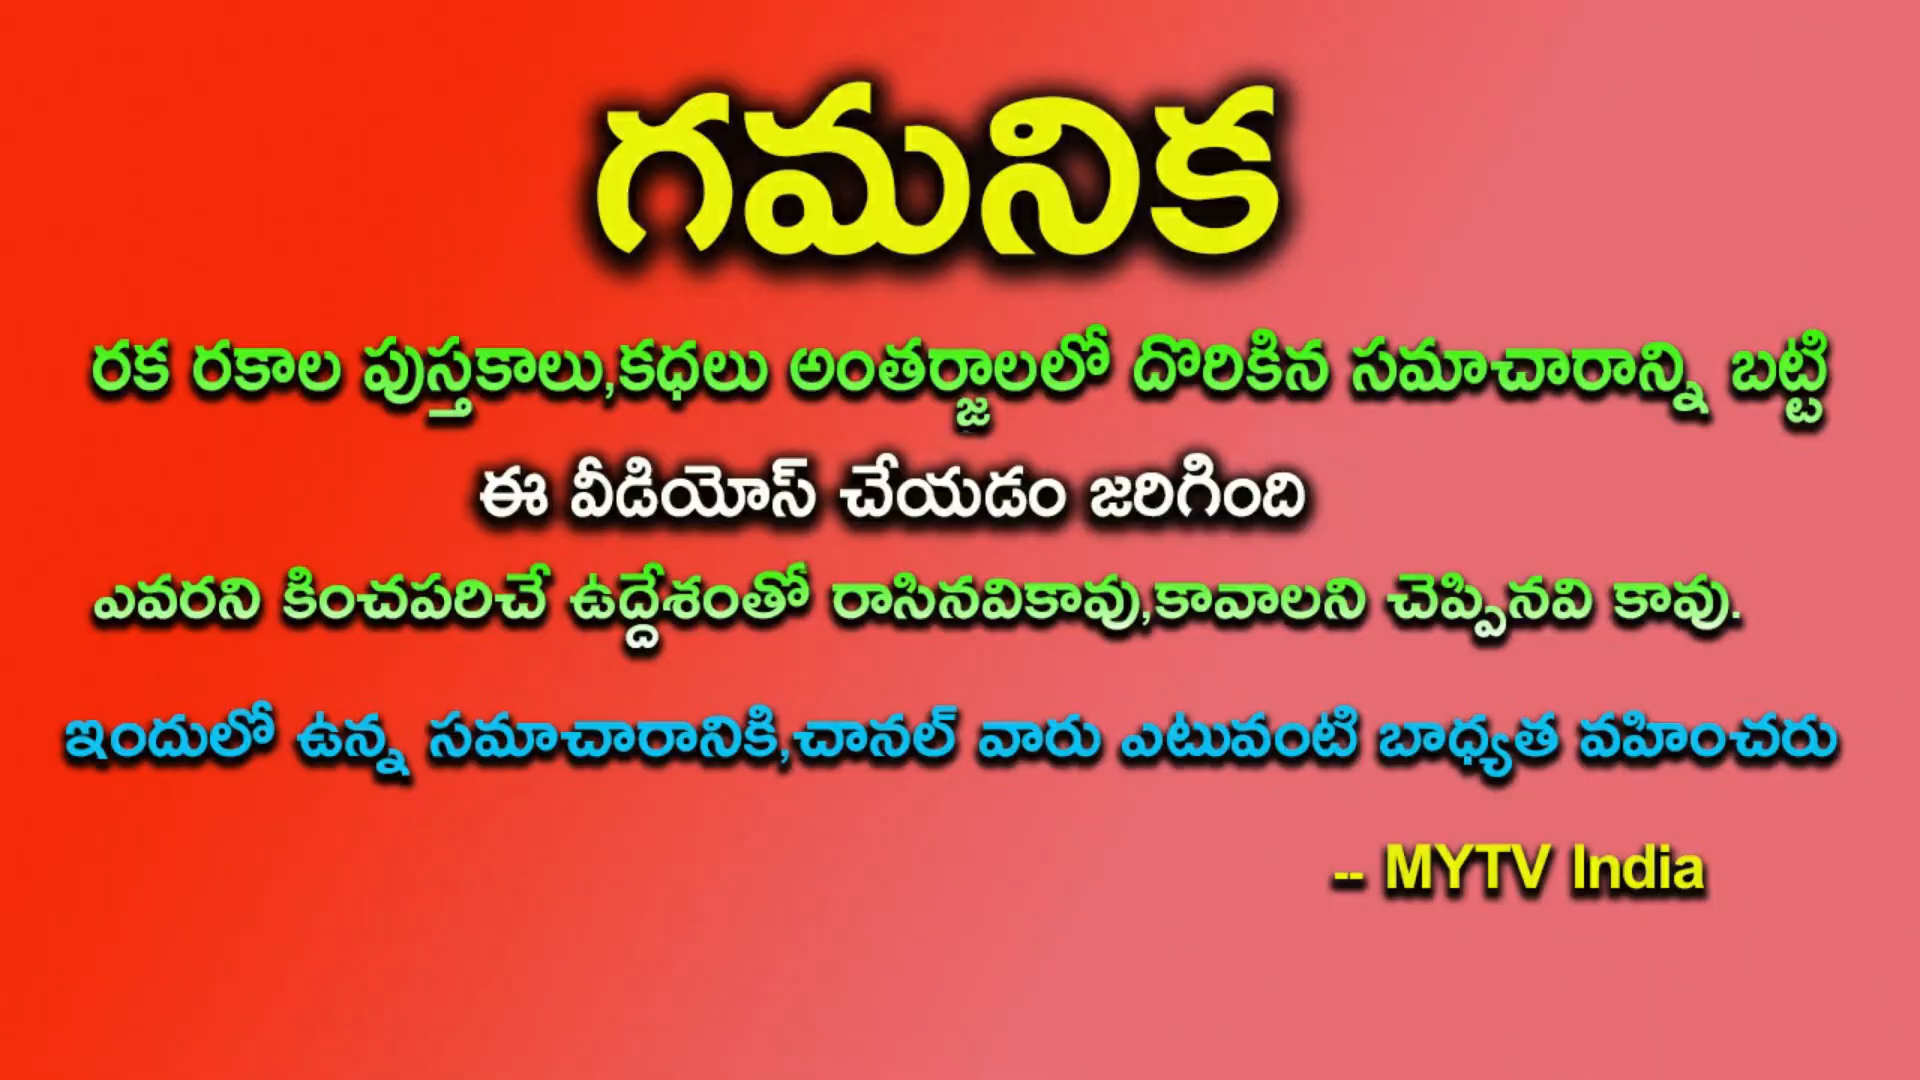 గమనిక
రక రకాల పుస్తకాలు,కధలు అంతర్జాలలో దొరికిన సమాచారాన్ని బట్టి
ఈ వీడియోస్ చేయడం జరిగింది
ఎవరని కించపరిచే ఉద్దేశంతో రాసినవికావు,కావాలని చెప్పినవి కావు.
ఇందులో ఉన్న సమాచారానికి,చానల్ వారు ఎటువంటి బాధ్యత వహించరు
-- MYTV India